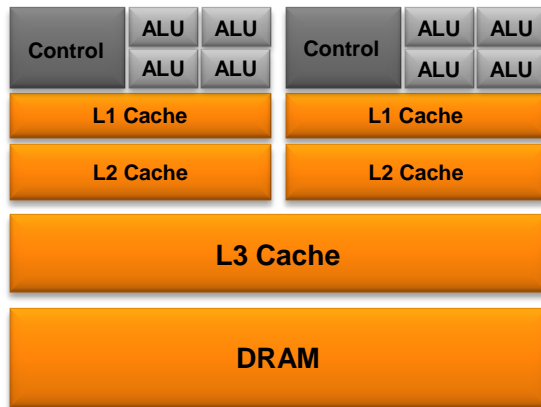 ALU ALU ALU ALU
Control Control
ALU ALU ALU ALU
L1 Cache L1 Cache
L2 Cache L2 Cache
L3 Cache
DRAM